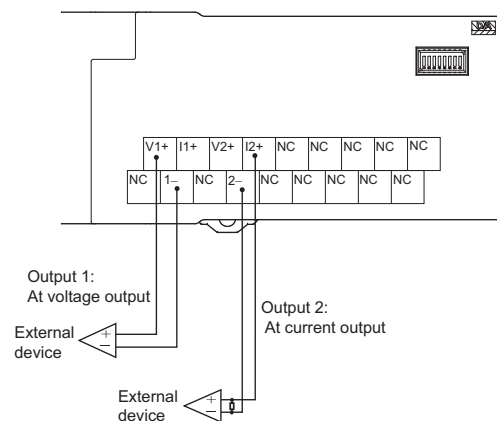 D/A
V1+ I1+ V2+ I2+ NC NC NC NC NC
NC 1– NC 2– NC NC NC NC NC
Output 1:
At voltage output
Output 2:
At current output
External
device
+
–
External
device
+
–